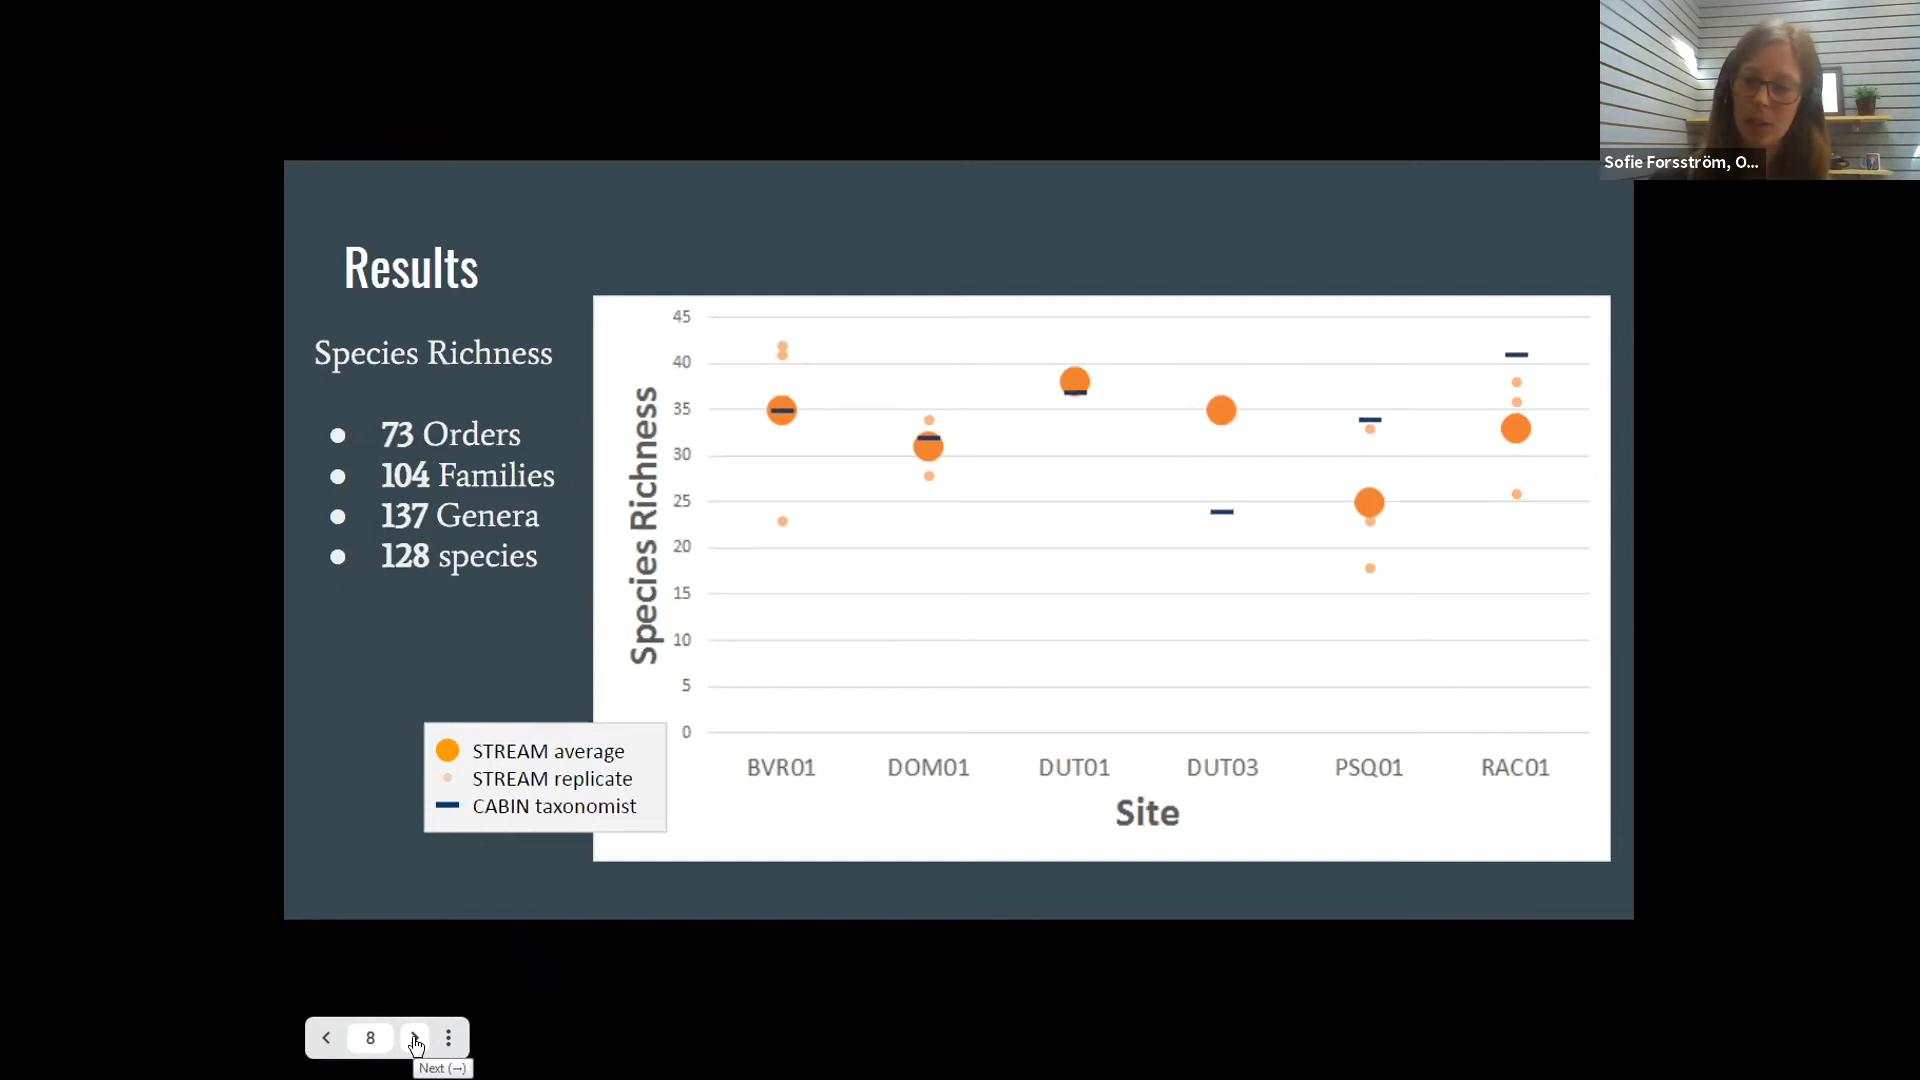 Sofie Forsström, O...
Results
Species Richness
73 Orders
104 Families
137 Genera
128 species
Species Richness
45
40
35
30
25
20
15
10
5
0
BVR01 DOM01 DUT01 DUT03 PSQ01 RAC01
Site
STREAM average
STREAM replicate
CABIN taxonomist
8
Next (→)